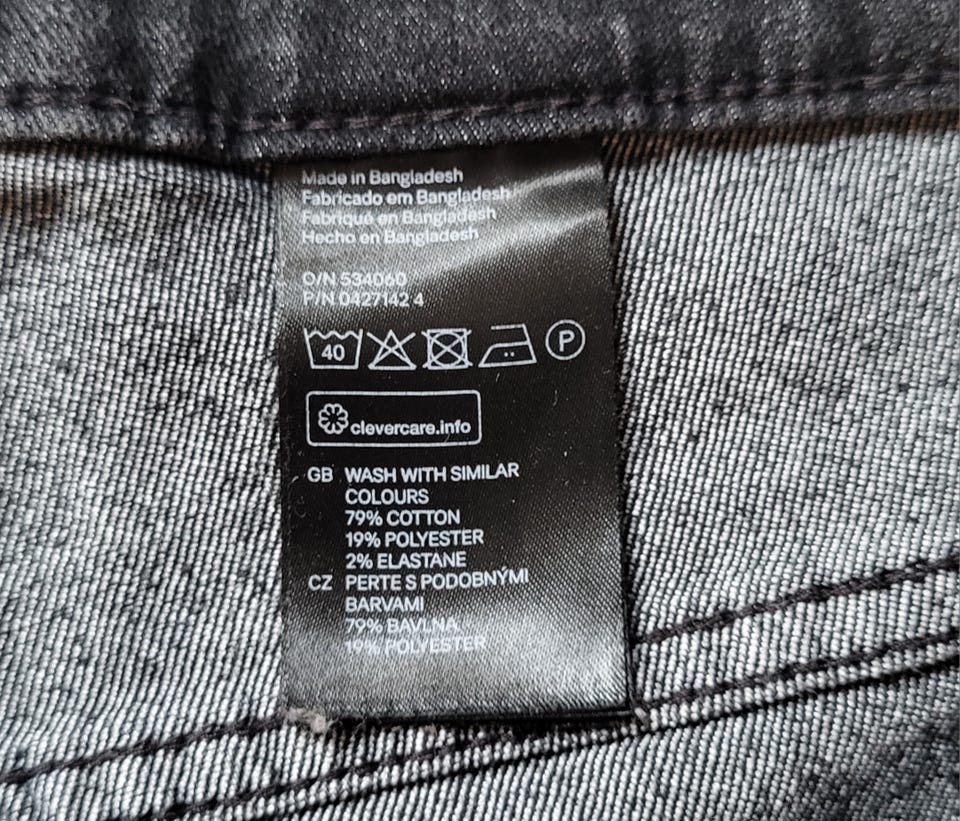 Made in Bangladesh
Fabricado em Bangladesh
Fabriqué en Bangladesh
Hecho en Bangladesh
O/N 534060
P/N 0427142 4
40 P
clevercare.info
GB WASH WITH SIMILAR
COLOURS
79% COTTON
19% POLYESTER
2% ELASTANE
CZ PERTE S PODOBNÝMI
BARVAMI
79% BAVLNA
19% POLYESTER